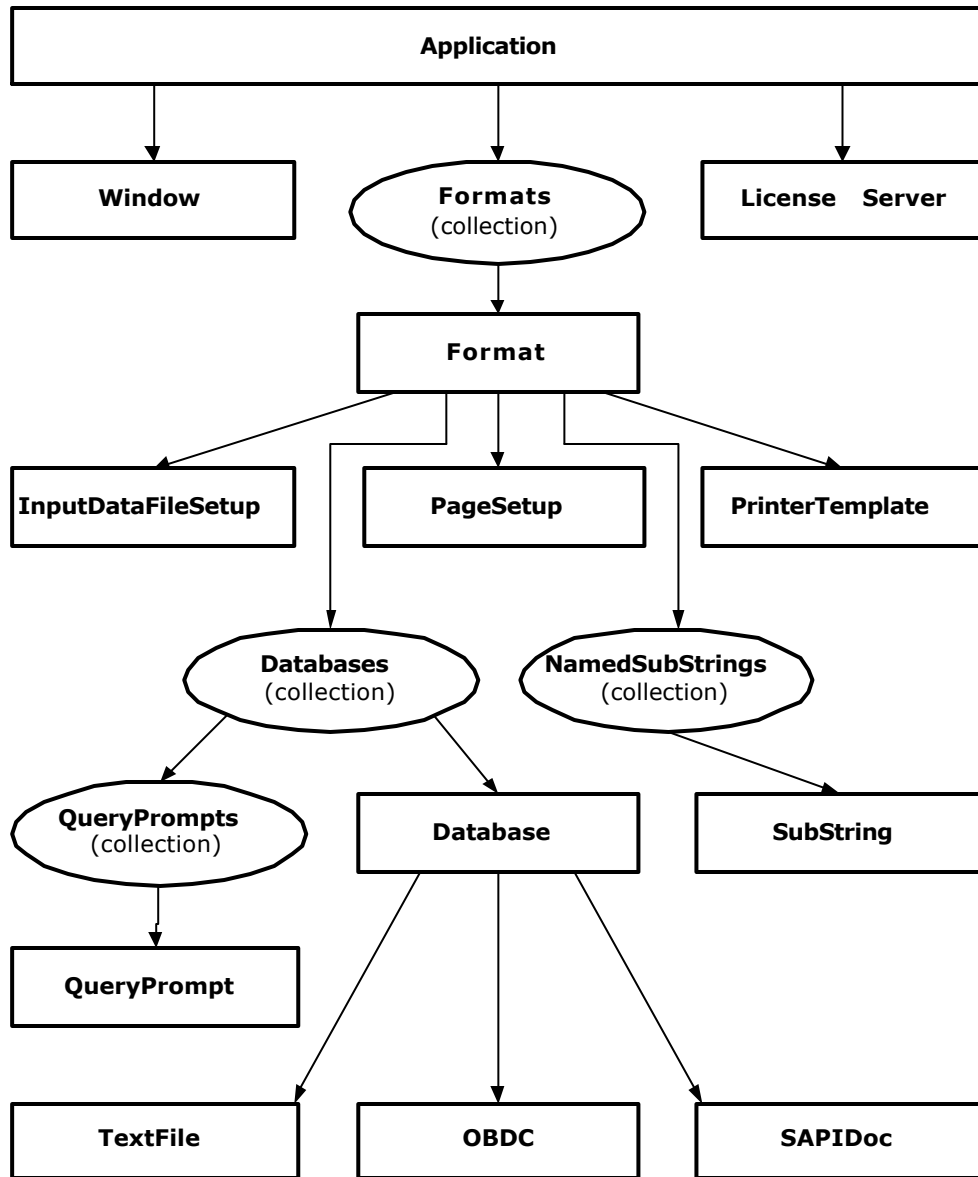 Application
Window
Formats
(collection)
License Server
Format
InputDataFileSetup
PageSetup
PrinterTemplate
Databases
(collection)
NamedSubStrings
(collection)
QueryPrompts
(collection)
Database
SubString
QueryPrompt
TextFile
OBDC
SAPIDoc